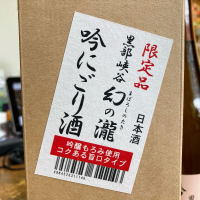 限定品
日本酒
黒部峡谷
幻の瀧
まぼろしのたき
吟にごり酒
吟醸もろみ使用
コクある旨口タイプ